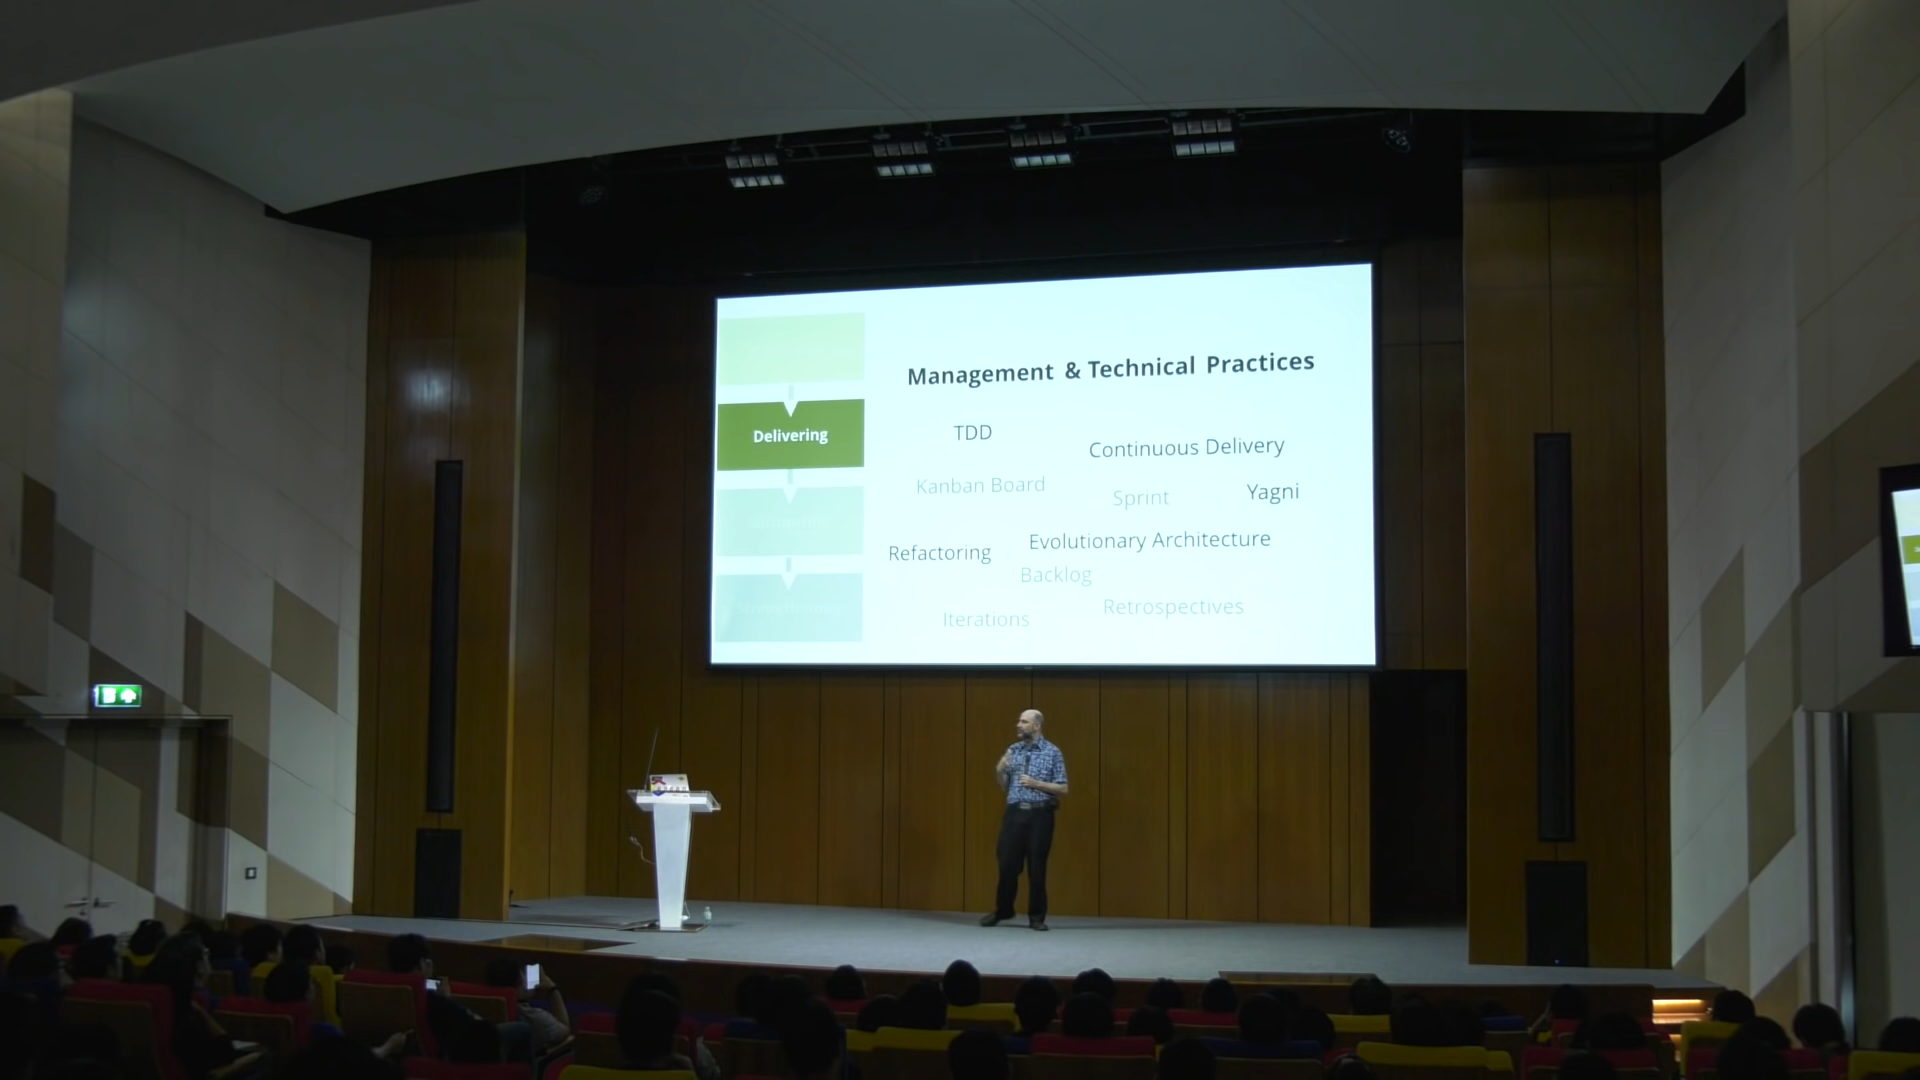 Management & Technical Practices
Delivering
TDD
Continuous Delivery
Kanban Board
Sprint
Yagni
Refactoring
Evolutionary Architecture
Backlog
Iterations
Retrospectives